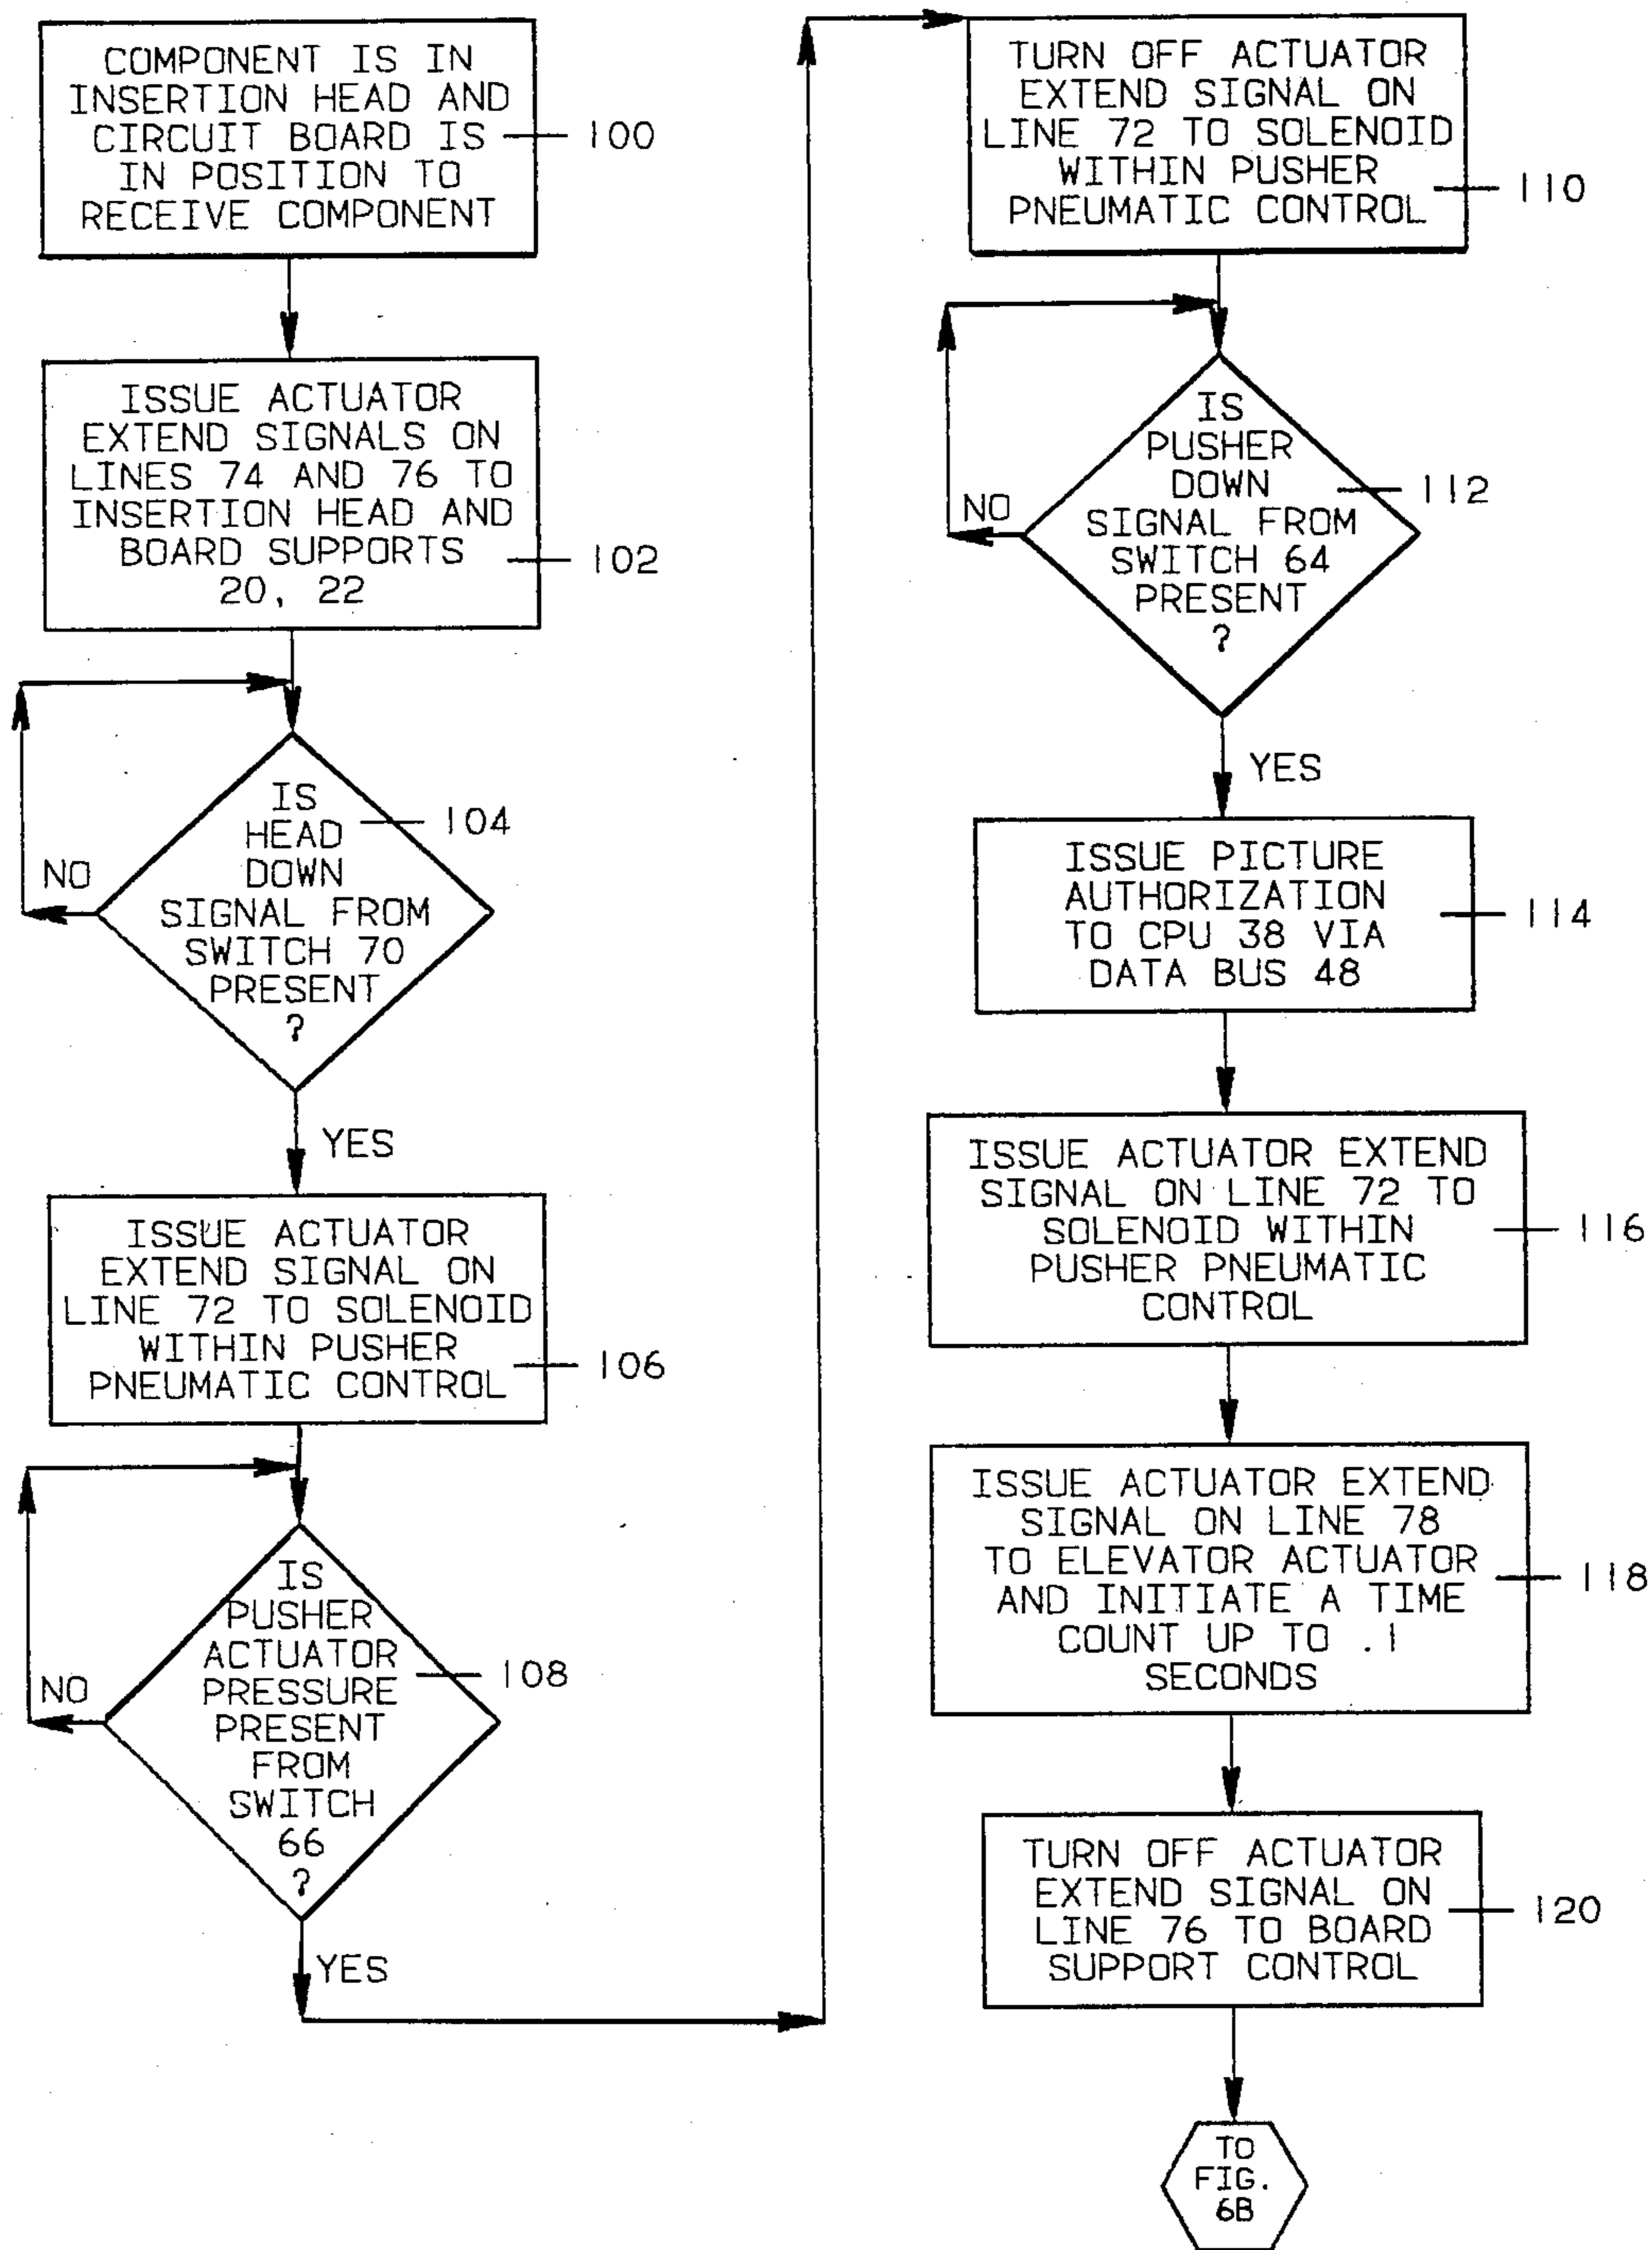 COMPONENT IS IN
INSERTION HEAD AND
CIRCUIT BOARD IS
IN POSITION TO
RECEIVE COMPONENT
100
ISSUE ACTUATOR
EXTEND SIGNALS ON
LINES 74 AND 76 TO
INSERTION HEAD AND
BOARD SUPPORTS
20, 22
102
IS
HEAD
DOWN
SIGNAL FROM
SWITCH 70
PRESENT
?
104
NO
YES
ISSUE ACTUATOR
EXTEND SIGNAL ON
LINE 72 TO SOLENOID
WITHIN PUSHER
PNEUMATIC CONTROL
106
IS
PUSHER
ACTUATOR
PRESSURE
PRESENT
FROM
SWITCH
66
?
108
NO
YES
TURN OFF ACTUATOR
EXTEND SIGNAL ON
LINE 72 TO SOLENOID
WITHIN PUSHER
PNEUMATIC CONTROL
110
IS
PUSHER
DOWN
SIGNAL FROM
SWITCH 64
PRESENT
?
112
NO
YES
ISSUE PICTURE
AUTHORIZATION
TO CPU 38 VIA
DATA BUS 48
114
ISSUE ACTUATOR EXTEND
SIGNAL ON LINE 72 TO
SOLENOID WITHIN
PUSHER PNEUMATIC
CONTROL
116
ISSUE ACTUATOR EXTEND
SIGNAL ON LINE 78
TO ELEVATOR ACTUATOR
AND INITIATE A TIME
COUNT UP TO .1
SECONDS
118
TURN OFF ACTUATOR
EXTEND SIGNAL ON
LINE 76 TO BOARD
SUPPORT CONTROL
120
TO
FIG.
6B